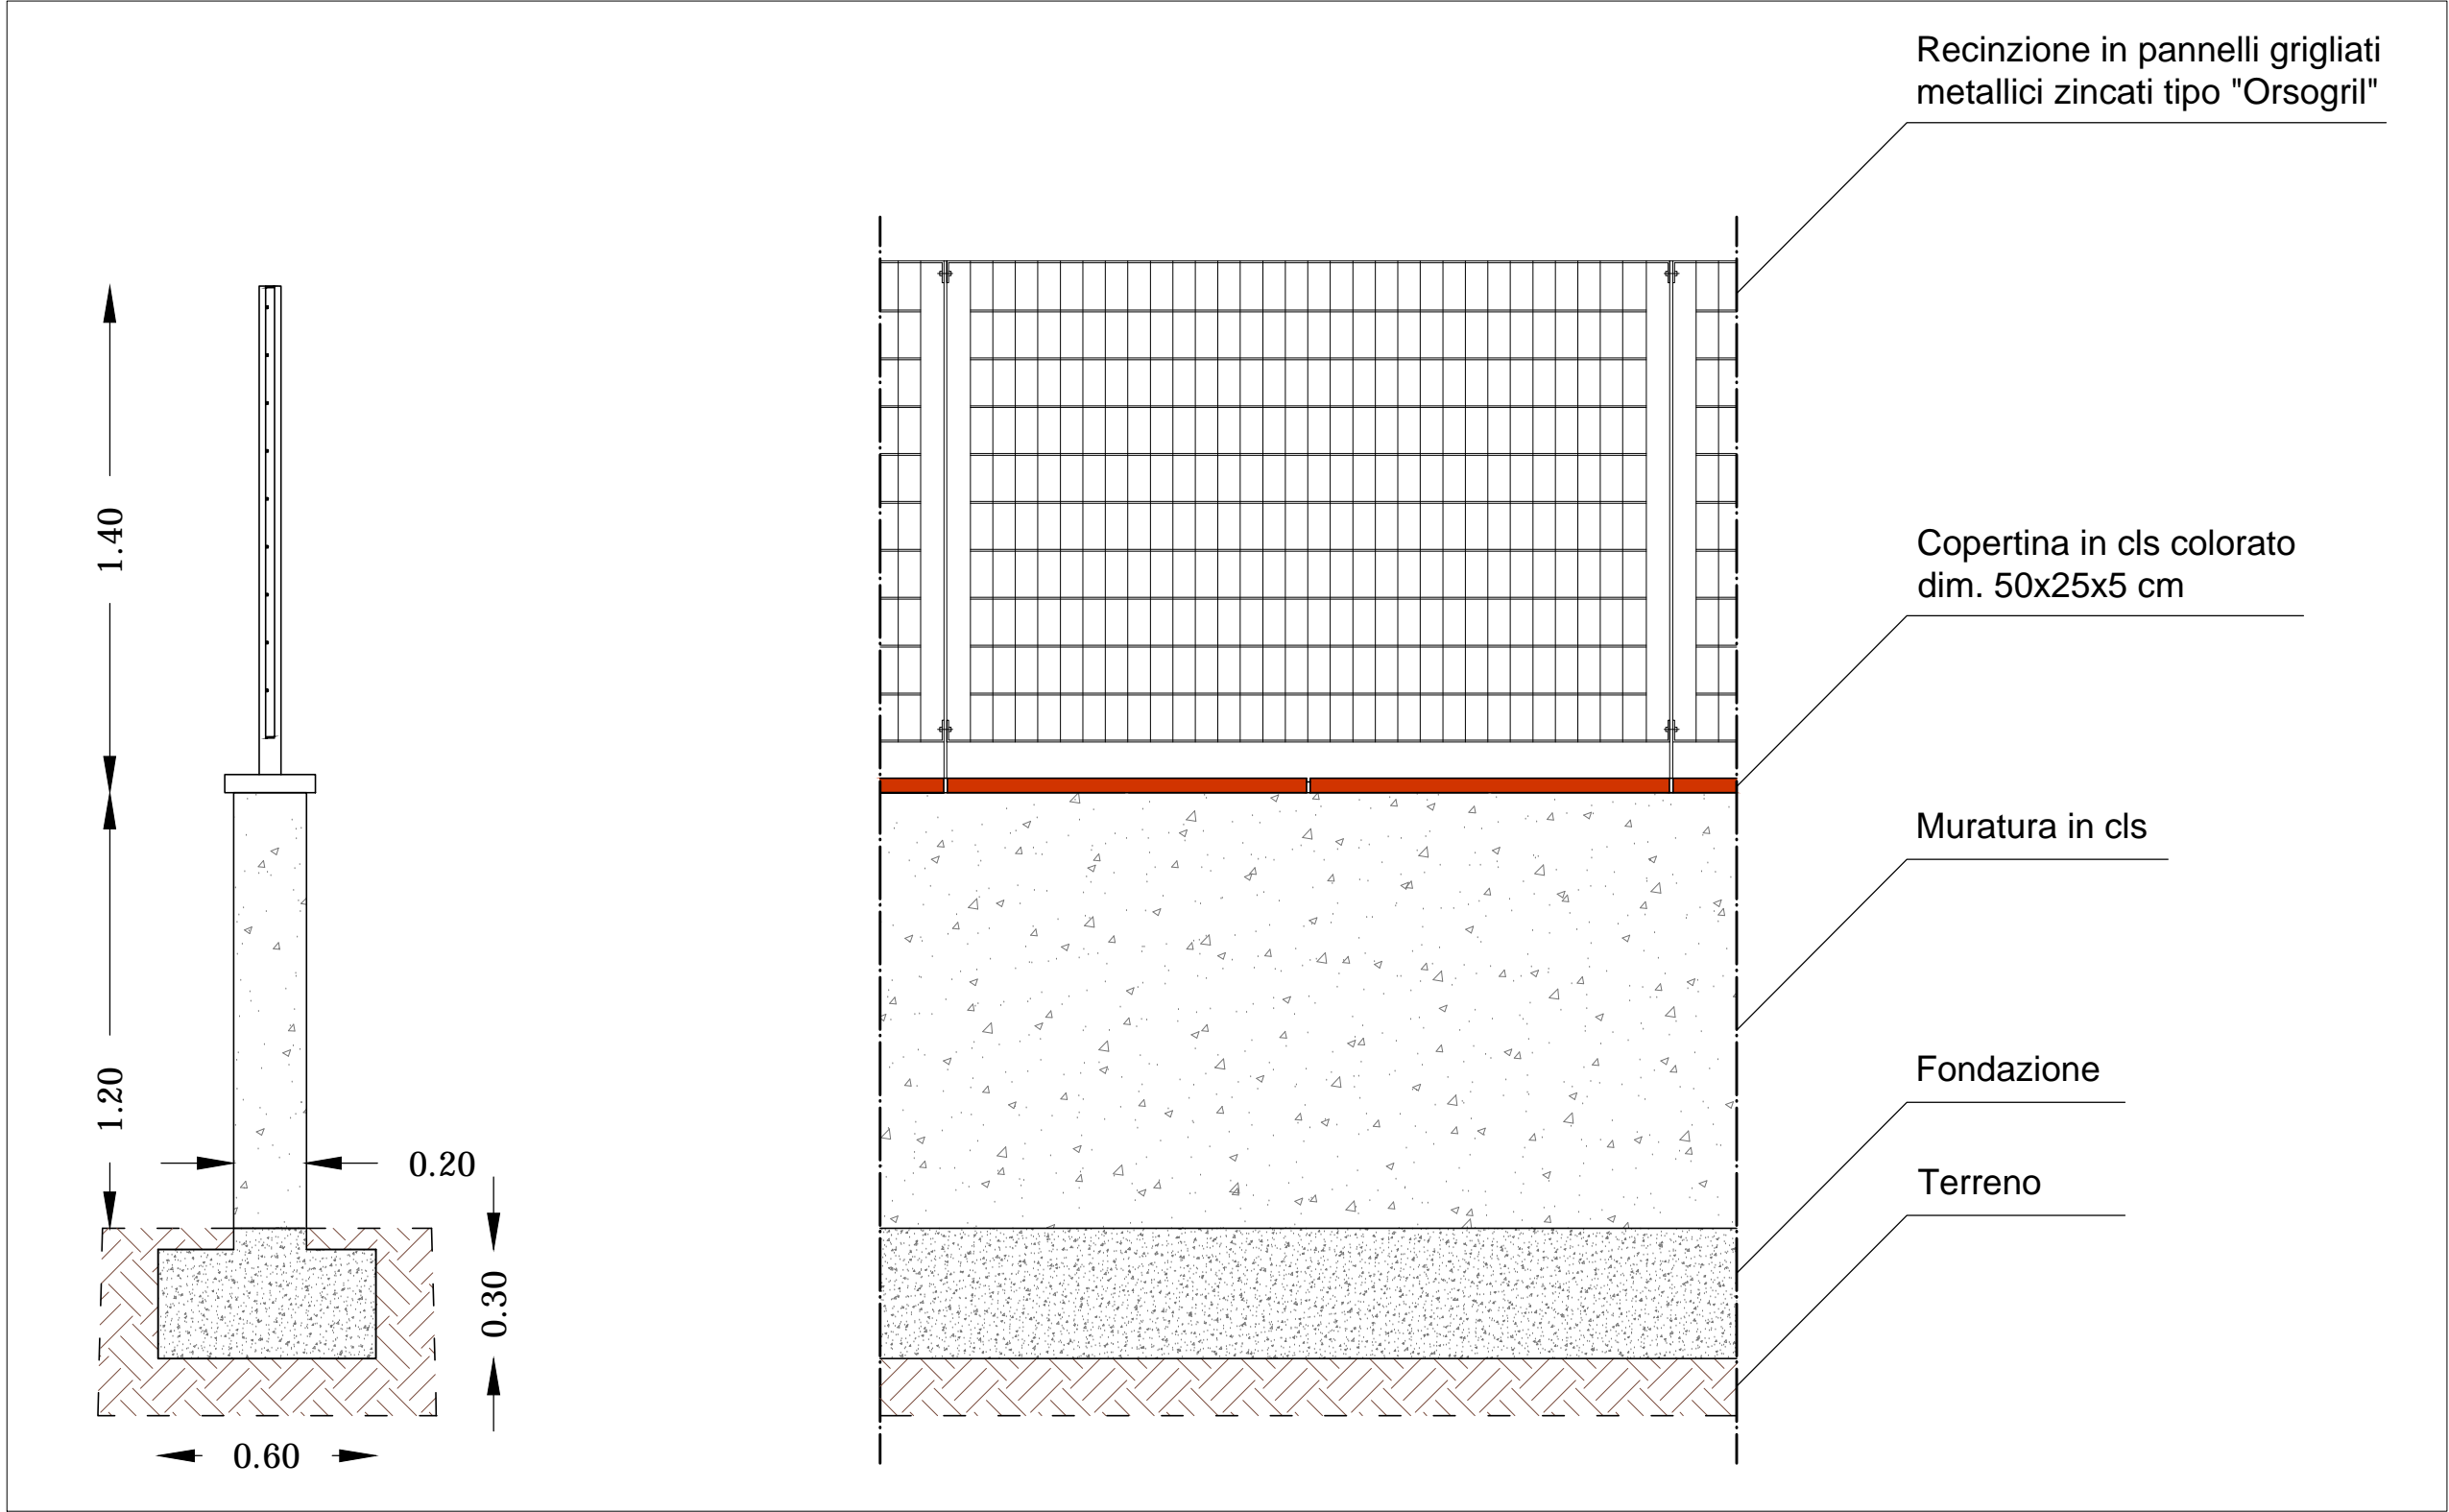 Recinzione in pannelli grigliati
metallici zincati tipo "Orsogril"
1.40
Copertina in cls colorato
dim. 50x25x5 cm
Muratura in cls
1.20
Fondazione
0.20
Terreno
0.30
0.60